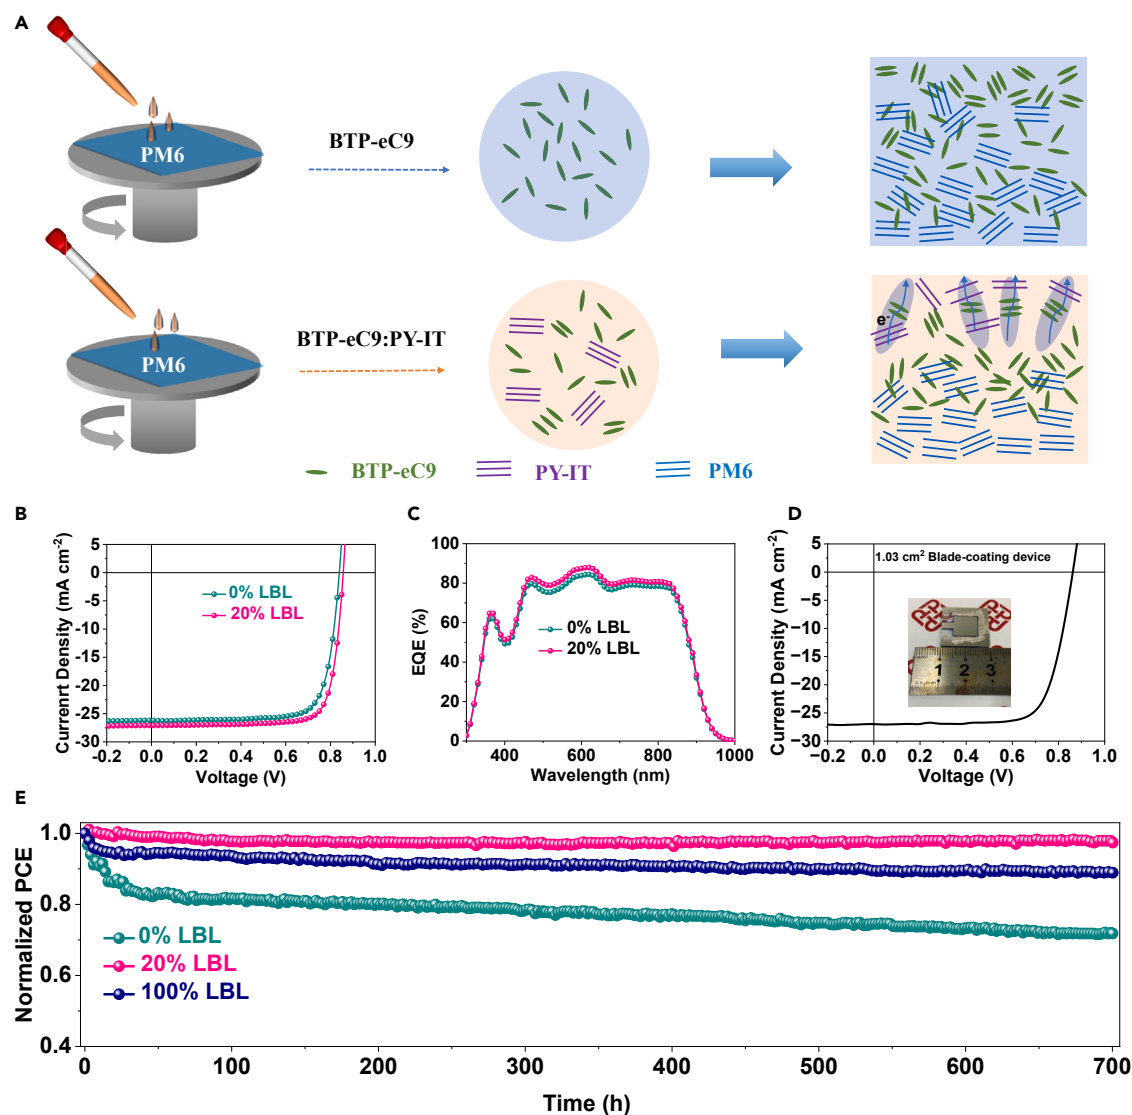 A
PM6
BTP-eC9
PM6
BTP-eC9:PY-IT
e-
BTP-eC9
PY-IT
PM6
B
Current Density (mA cm-2)
5
0
-5
-10
-15
-20
-25
-30
0% LBL
20% LBL
-0.2
0.0
0.2
0.4
0.6
0.8
1.0
Voltage (V)
C
EQE (%)
100
80
60
40
20
0
0% LBL
20% LBL
400
600
800
1000
Wavelength (nm)
D
Current Density (mA cm-2)
5
0
−5
−10
−15
−20
−25
−30
1.03 cm2 Blade-coating device
1 2 3
−0.2
0.0
0.2
0.4
0.6
0.8
1.0
Voltage (V)
E
Normalized PCE
1.0
0.8
0.6
0.4
0% LBL
20% LBL
100% LBL
0
100
200
300
400
500
600
700
Time (h)